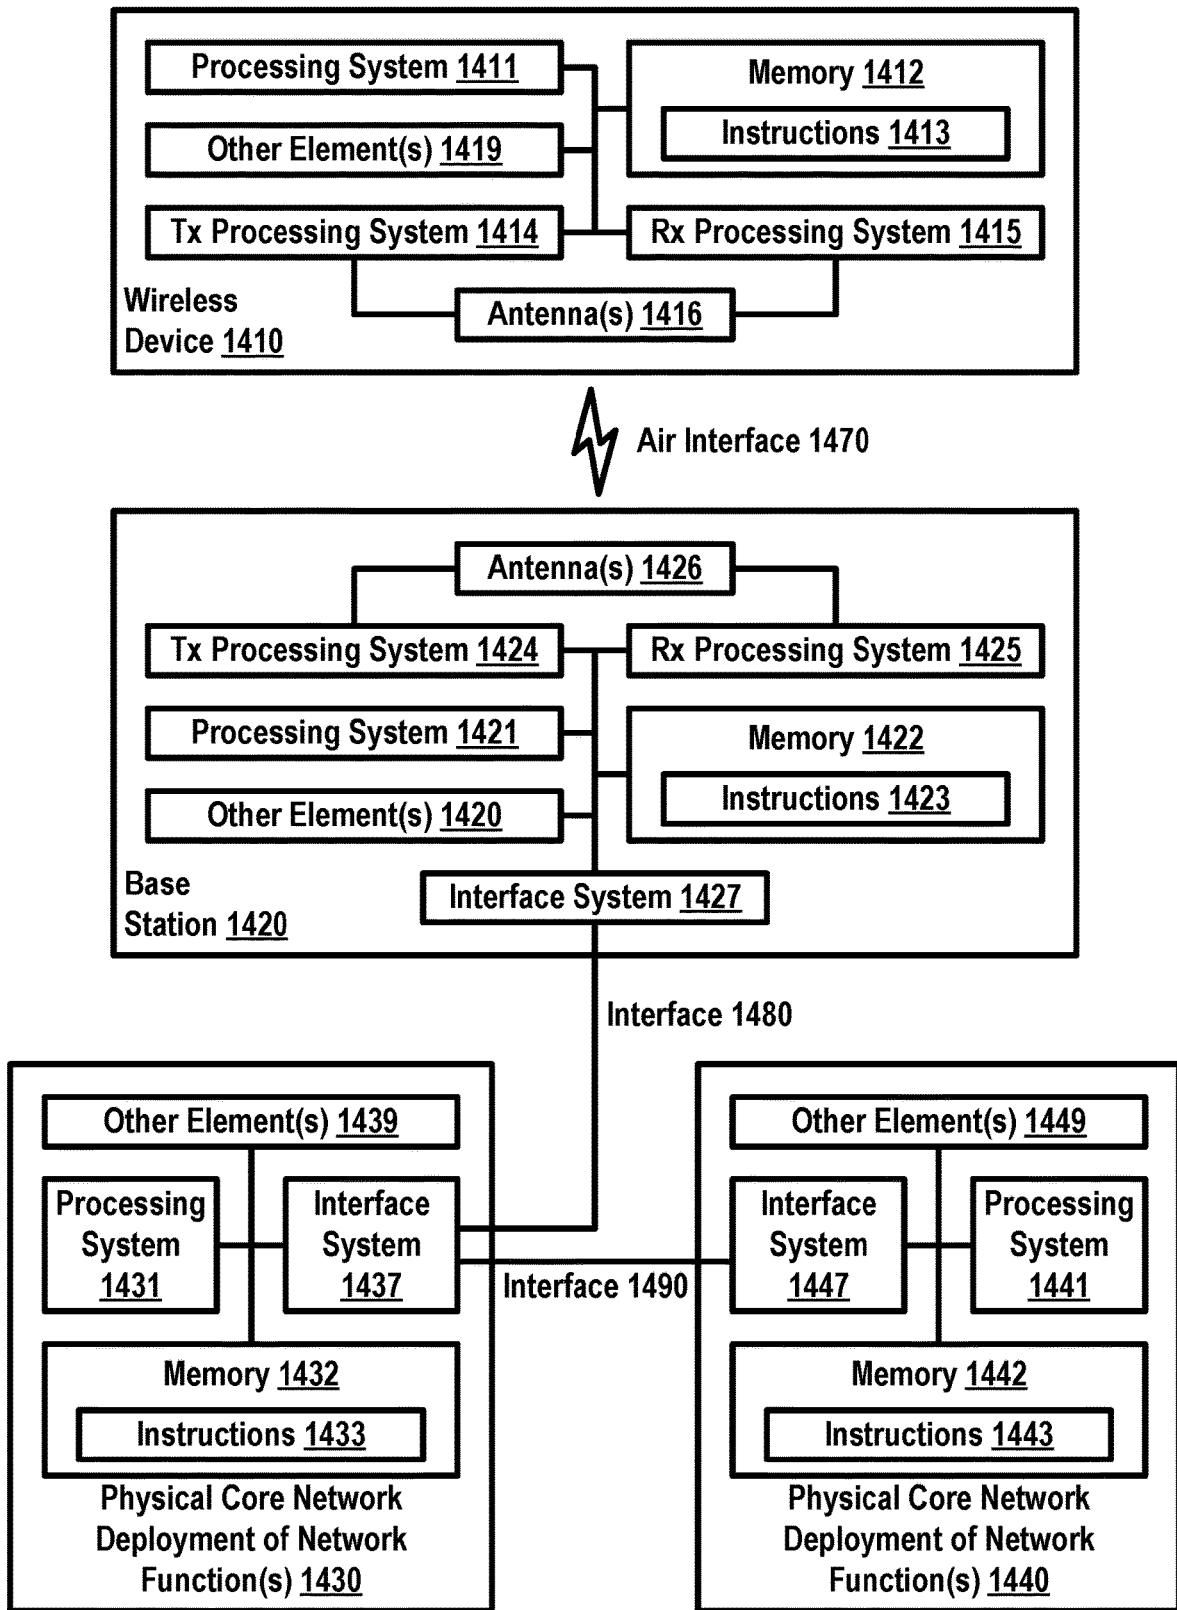 Processing System 1411
Memory 1412
Instructions 1413
Other Element(s) 1419
Tx Processing System 1414
Rx Processing System 1415
Antenna(s) 1416
Wireless
Device 1410
Air Interface 1470
Antenna(s) 1426
Tx Processing System 1424
Rx Processing System 1425
Processing System 1421
Memory 1422
Instructions 1423
Other Element(s) 1420
Interface System 1427
Base
Station 1420
Interface 1480
Other Element(s) 1439
Processing
System
1431
Interface
System
1437
Memory 1432
Instructions 1433
Physical Core Network
Deployment of Network
Function(s) 1430
Interface 1490
Other Element(s) 1449
Interface
System
1447
Processing
System
1441
Memory 1442
Instructions 1443
Physical Core Network
Deployment of Network
Function(s) 1440